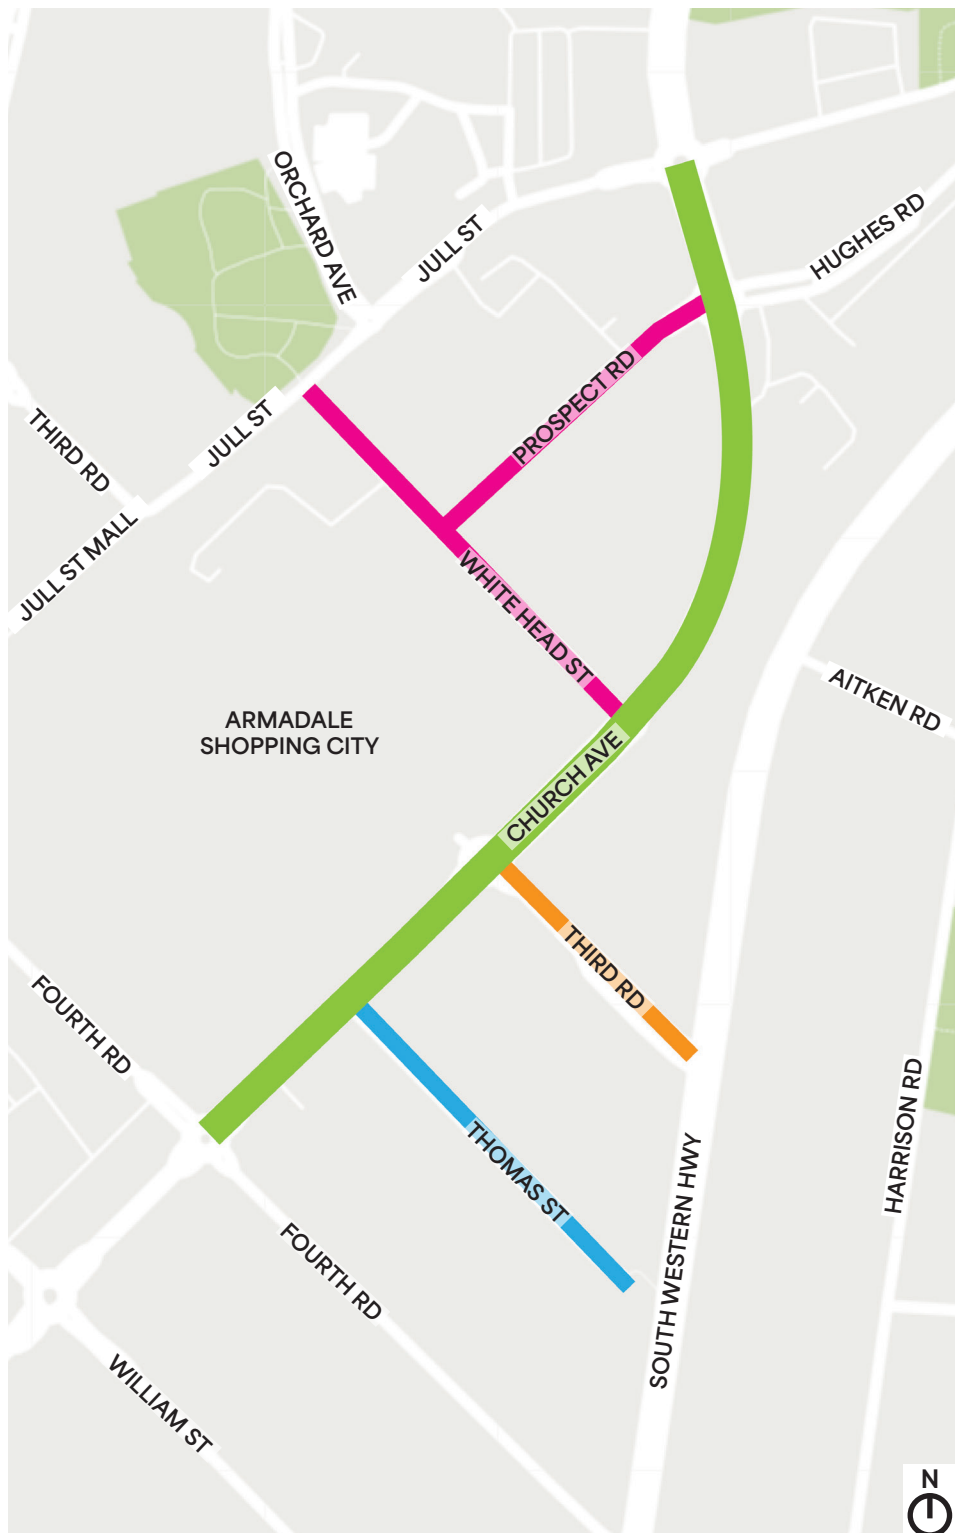 ORCHARD AVE
JULL ST
HUGHES RD
PROSPECT RD
THIRD RD
JULL ST
JULL ST MALL
WHITE HEAD ST
AITKEN RD
ARMADALE
SHOPPING CITY
CHURCH AVE
THIRD RD
FOURTH RD
HARRISON RD
THOMAS ST
SOUTH WESTERN HWY
FOURTH RD
WILLIAM ST
N